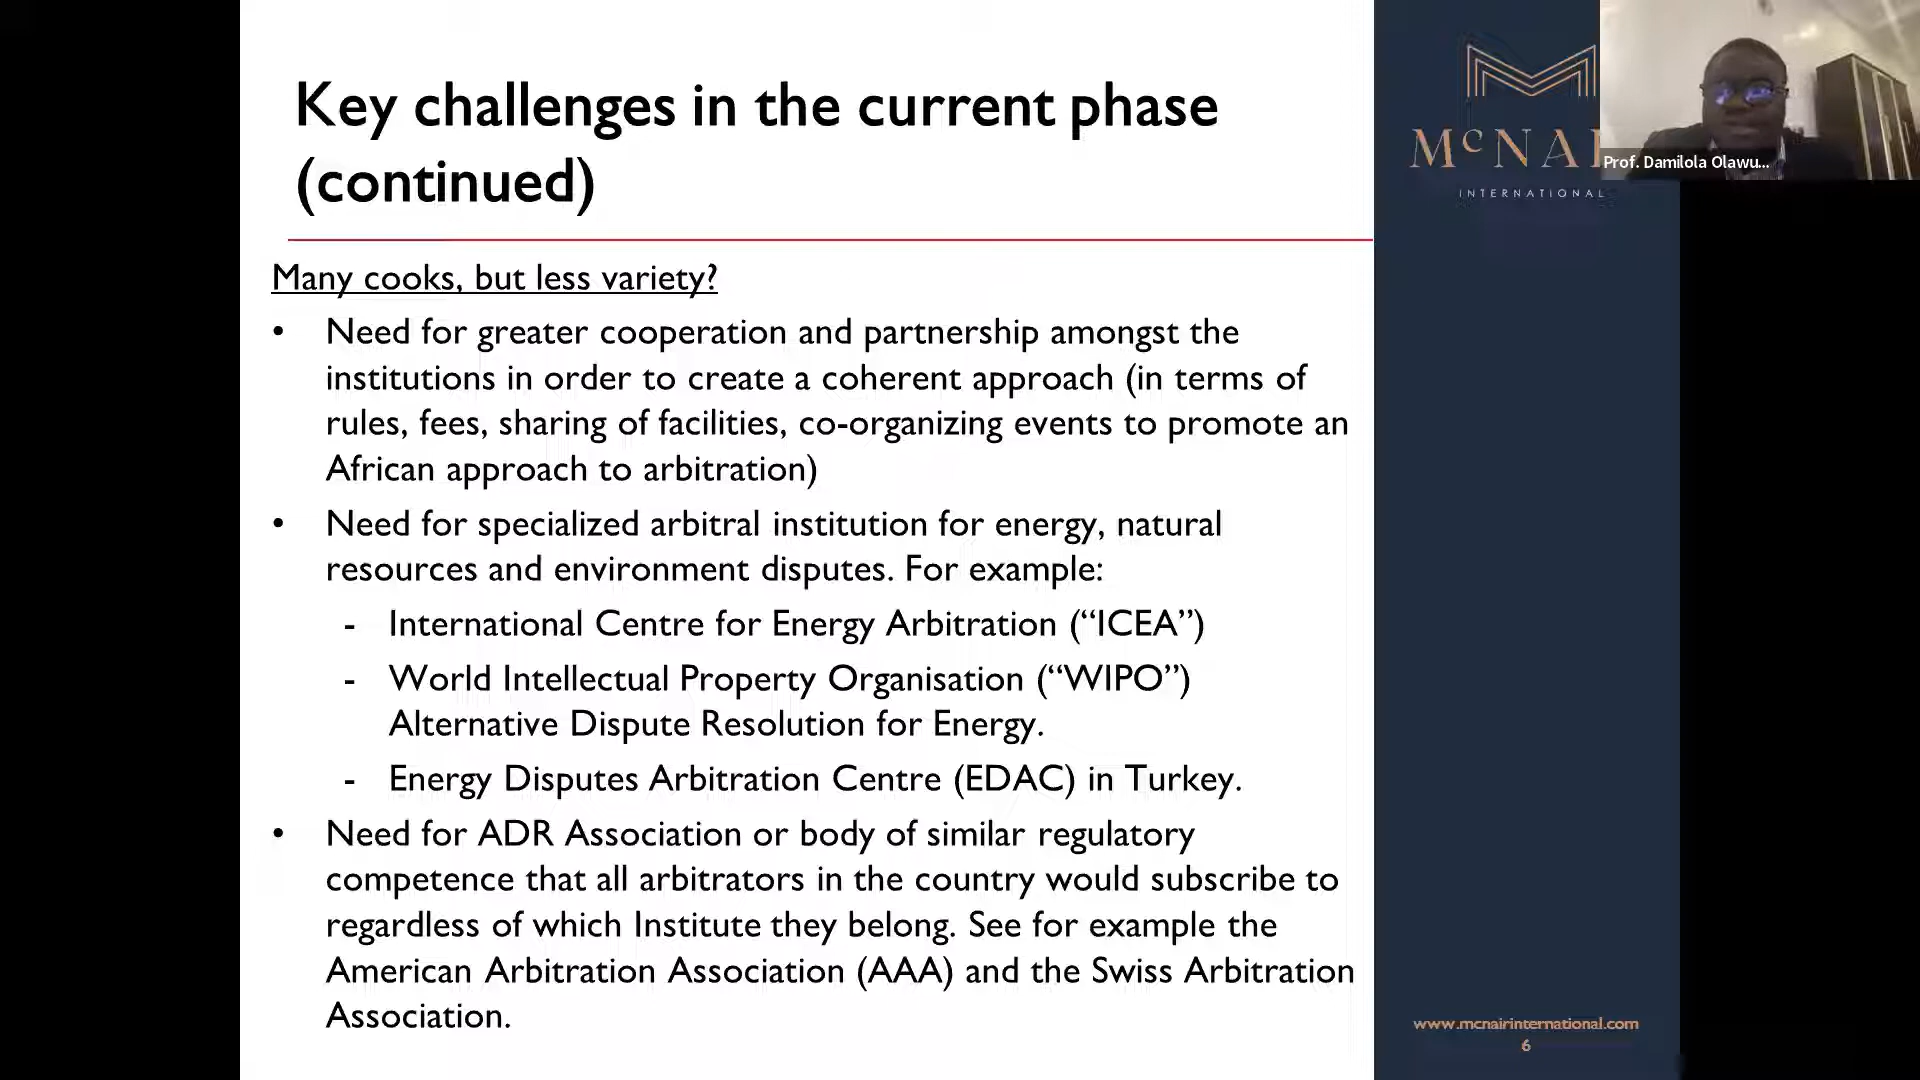 Key challenges in the current phase
(continued)
Many cooks, but less variety?
• Need for greater cooperation and partnership amongst the
institutions in order to create a coherent approach (in terms of
rules, fees, sharing of facilities, co-organizing events to promote an
African approach to arbitration)
• Need for specialized arbitral institution for energy, natural
resources and environment disputes. For example:
- International Centre for Energy Arbitration (“ICEA”)
- World Intellectual Property Organisation (“WIPO”)
Alternative Dispute Resolution for Energy.
- Energy Disputes Arbitration Centre (EDAC) in Turkey.
• Need for ADR Association or body of similar regulatory
competence that all arbitrators in the country would subscribe to
regardless of which Institute they belong. See for example the
American Arbitration Association (AAA) and the Swiss Arbitration
Association.
McNAI
INTERNATIONAL
Prof. Damilola Olawu...
www.mcnairinternational.com
6